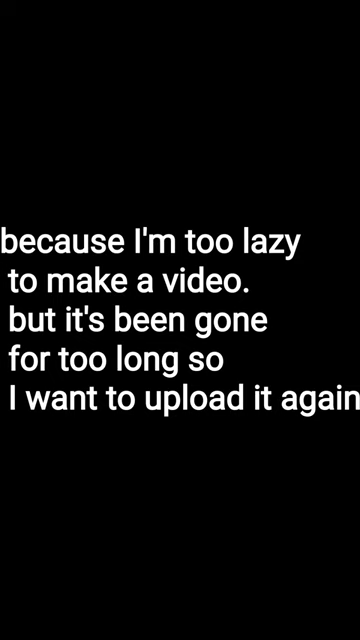 because I'm too lazy
to make a video.
but it's been gone
for too long so
I want to upload it again